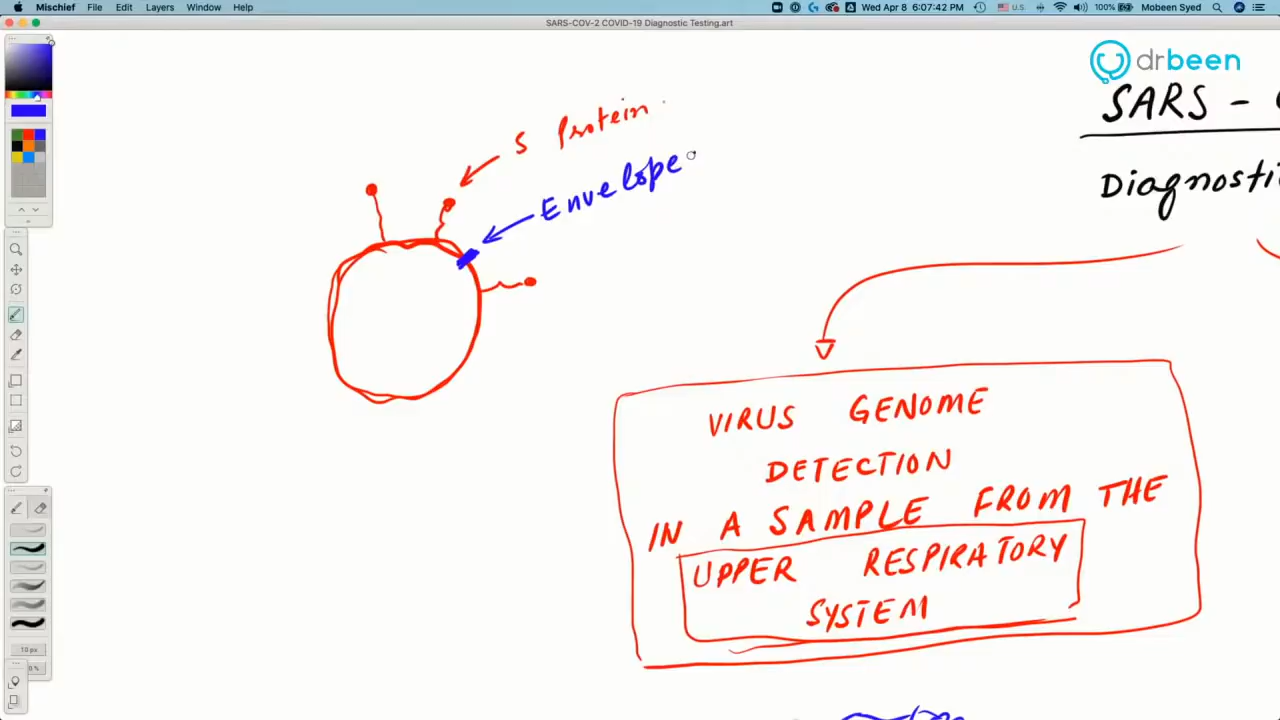 Mischief File Edit Layers Window Help 100% Wed Apr 8 6:07:42 PM U.S. Mobeen Syed
SARS-COV-2 COVID-19 Diagnostic Testing.art
drbeen
SARS -
S Protein
Envelope
Diagnosti
VIRUS GENOME
DETECTION
IN A SAMPLE FROM THE
UPPER RESPIRATORY
SYSTEM
10 px